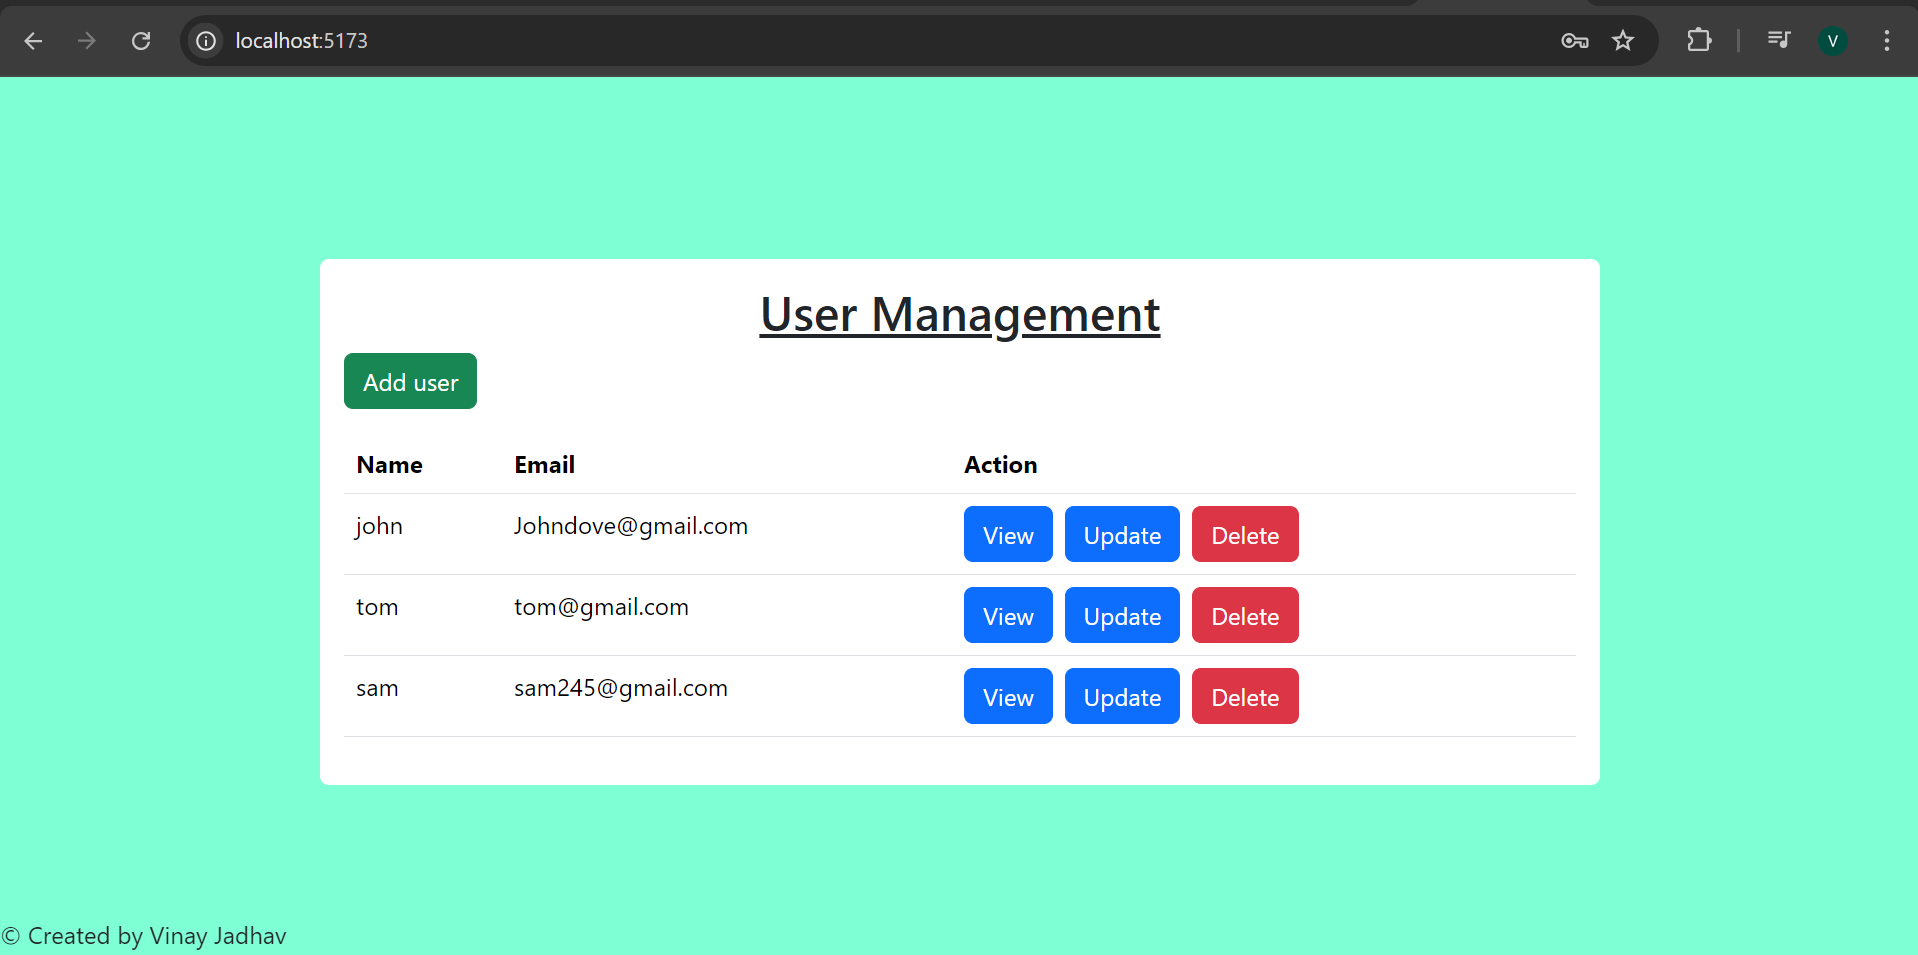 localhost:5173
V
User Management
Add user
Name Email Action
john Johndove@gmail.com View Update Delete
tom tom@gmail.com View Update Delete
sam sam245@gmail.com View Update Delete
© Created by Vinay Jadhav